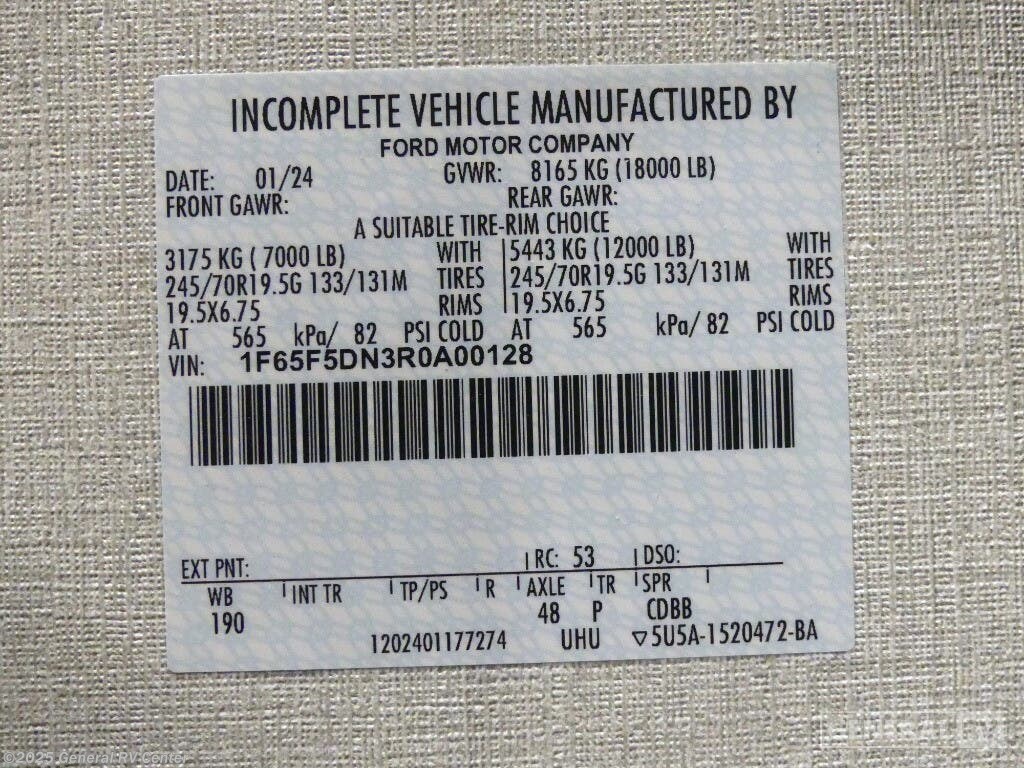 INCOMPLETE VEHICLE MANUFACTURED BY
FORD MOTOR COMPANY
DATE: 01/24 GVWR: 8165 KG (18000 LB)
FRONT GAWR: REAR GAWR:
A SUITABLE TIRE-RIM CHOICE
3175 KG ( 7000 LB) WITH 5443 KG (12000 LB) WITH
245/70R19.5G 133/131M TIRES 245/70R19.5G 133/131M TIRES
19.5X6.75 RIMS 19.5X6.75 RIMS
AT 565 kPa/ 82 PSI COLD AT 565 kPa/ 82 PSI COLD
VIN: 1F65F5DN3R0A00128
EXT PNT: RC: 53 DSO:
WB INT TR TP/PS R AXLE TR SPR
190 48 P CDBB
1202401177274 UHU ▽5U5A-1520472-BA
©2025 General RV Center